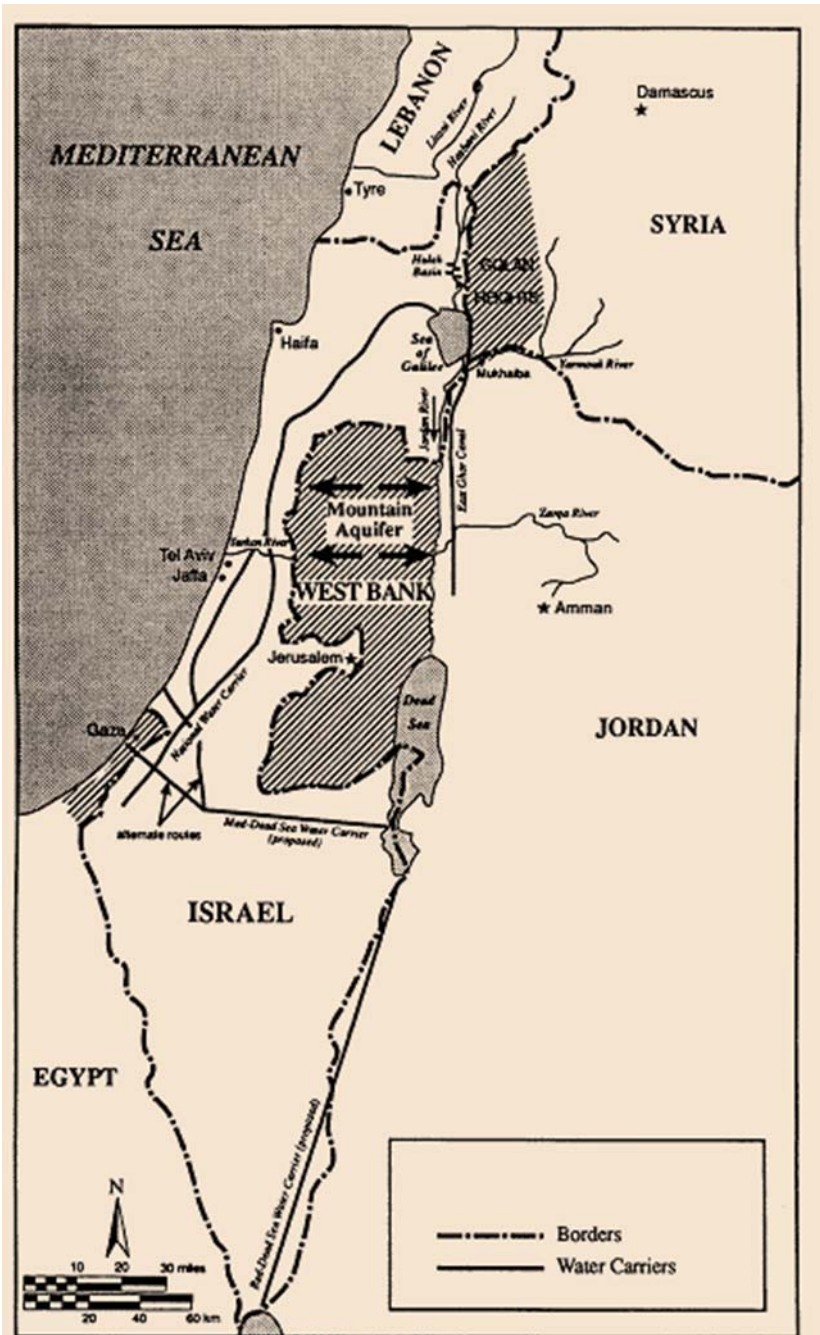 LEBANON
Litani River
Hasbani River
Damascus
MEDITERRANEAN
SEA
Tyre
SYRIA
Huleh
Basin
GOLAN
HEIGHTS
Haifa
Sea
of
Galilee
Mukhaiba
Yarmouk River
Jordan River
East Ghor Canal
Mountain
Aquifer
Zarqa River
Yarkon River
Tel Aviv
Jaffa
WEST BANK
Amman
Jerusalem
National Water Carrier
Dead
Sea
Gaza
JORDAN
alternate routes
Med-Dead Sea Water Carrier
(proposed)
ISRAEL
EGYPT
Red-Dead Sea Water Carrier (proposed)
N
10 20 30 miles
20 40 60 km
Borders
Water Carriers